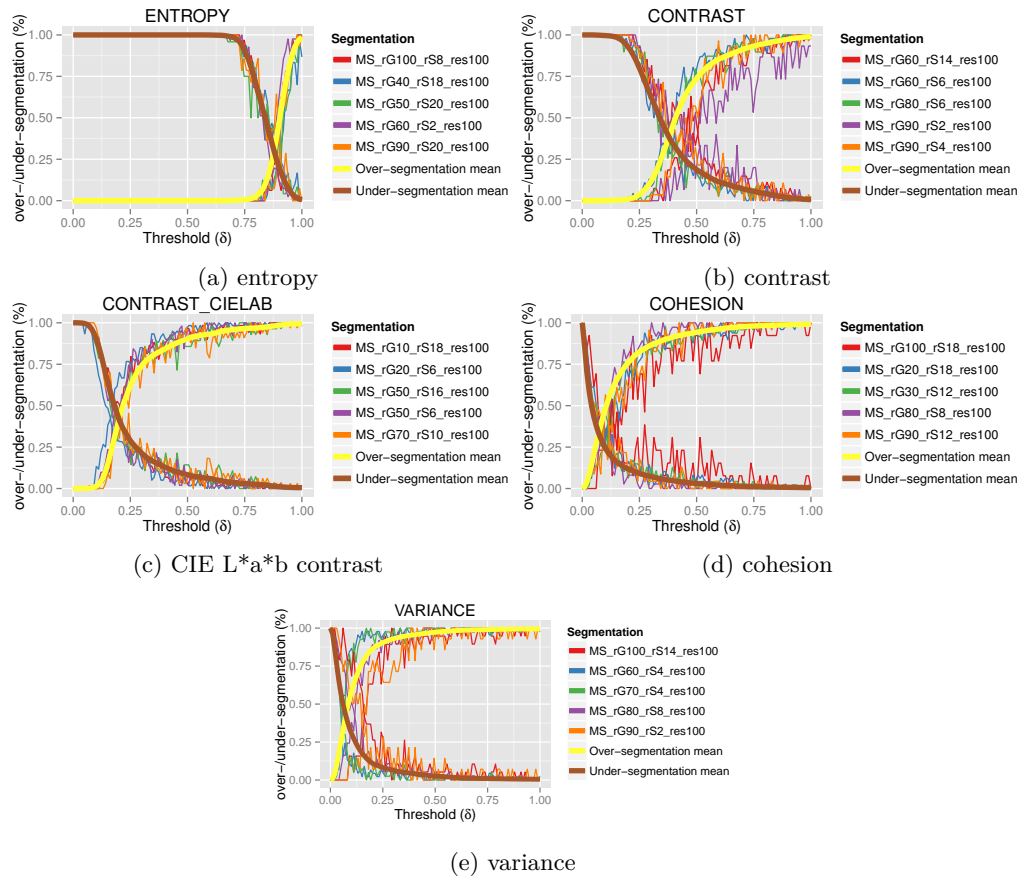 ENTROPY
over-/under-segmentation (%)
1.00
0.75
0.50
0.25
0.00
0.00 0.25 0.50 0.75 1.00
Threshold (δ)
Segmentation
MS_rG100_rS8_res100
MS_rG40_rS18_res100
MS_rG50_rS20_res100
MS_rG60_rS2_res100
MS_rG90_rS20_res100
Over-segmentation mean
Under-segmentation mean
(a) entropy
CONTRAST
over-/under-segmentation (%)
1.00
0.75
0.50
0.25
0.00
0.00 0.25 0.50 0.75 1.00
Threshold (δ)
Segmentation
MS_rG60_rS14_res100
MS_rG60_rS6_res100
MS_rG80_rS6_res100
MS_rG90_rS2_res100
MS_rG90_rS4_res100
Over-segmentation mean
Under-segmentation mean
(b) contrast
CONTRAST_CIELAB
over-/under-segmentation (%)
1.00
0.75
0.50
0.25
0.00
0.00 0.25 0.50 0.75 1.00
Threshold (δ)
Segmentation
MS_rG10_rS18_res100
MS_rG20_rS6_res100
MS_rG50_rS16_res100
MS_rG50_rS6_res100
MS_rG70_rS10_res100
Over-segmentation mean
Under-segmentation mean
(c) CIE L*a*b contrast
COHESION
over-/under-segmentation (%)
1.00
0.75
0.50
0.25
0.00
0.00 0.25 0.50 0.75 1.00
Threshold (δ)
Segmentation
MS_rG100_rS18_res100
MS_rG20_rS18_res100
MS_rG30_rS12_res100
MS_rG80_rS8_res100
MS_rG90_rS12_res100
Over-segmentation mean
Under-segmentation mean
(d) cohesion
VARIANCE
over-/under-segmentation (%)
1.00
0.75
0.50
0.25
0.00
0.00 0.25 0.50 0.75 1.00
Threshold (δ)
Segmentation
MS_rG100_rS14_res100
MS_rG60_rS4_res100
MS_rG70_rS4_res100
MS_rG80_rS8_res100
MS_rG90_rS2_res100
Over-segmentation mean
Under-segmentation mean
(e) variance